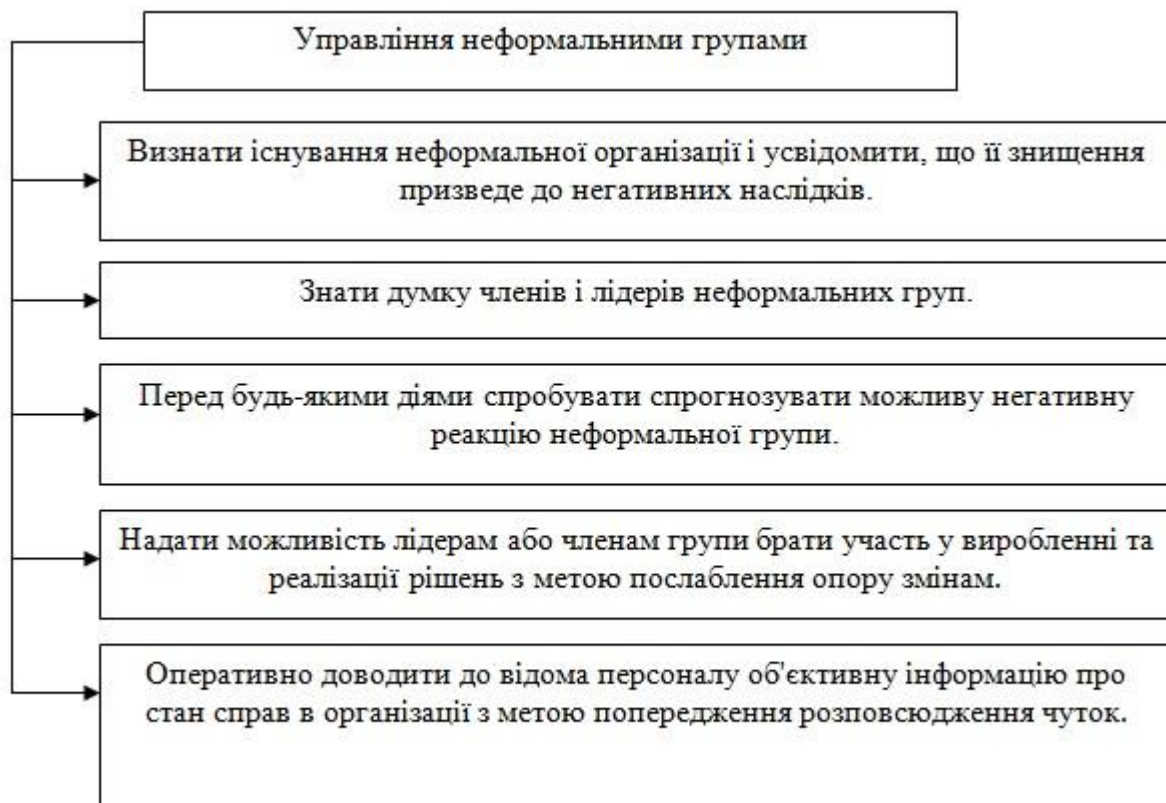 Управління неформальними групами
Визнати існування неформальної організації і усвідомити, що її знищення
призведе до негативних наслідків.
Знати думку членів і лідерів неформальних груп.
Перед будь-якими діями спробувати спрогнозувати можливу негативну
реакцію неформальної групи.
Надати можливість лідерам або членам групи брати участь у виробленні та
реалізації рішень з метою послаблення опору змінам.
Оперативно доводити до відома персоналу об'єктивну інформацію про
стан справ в організації з метою попередження розповсюдження чуток.